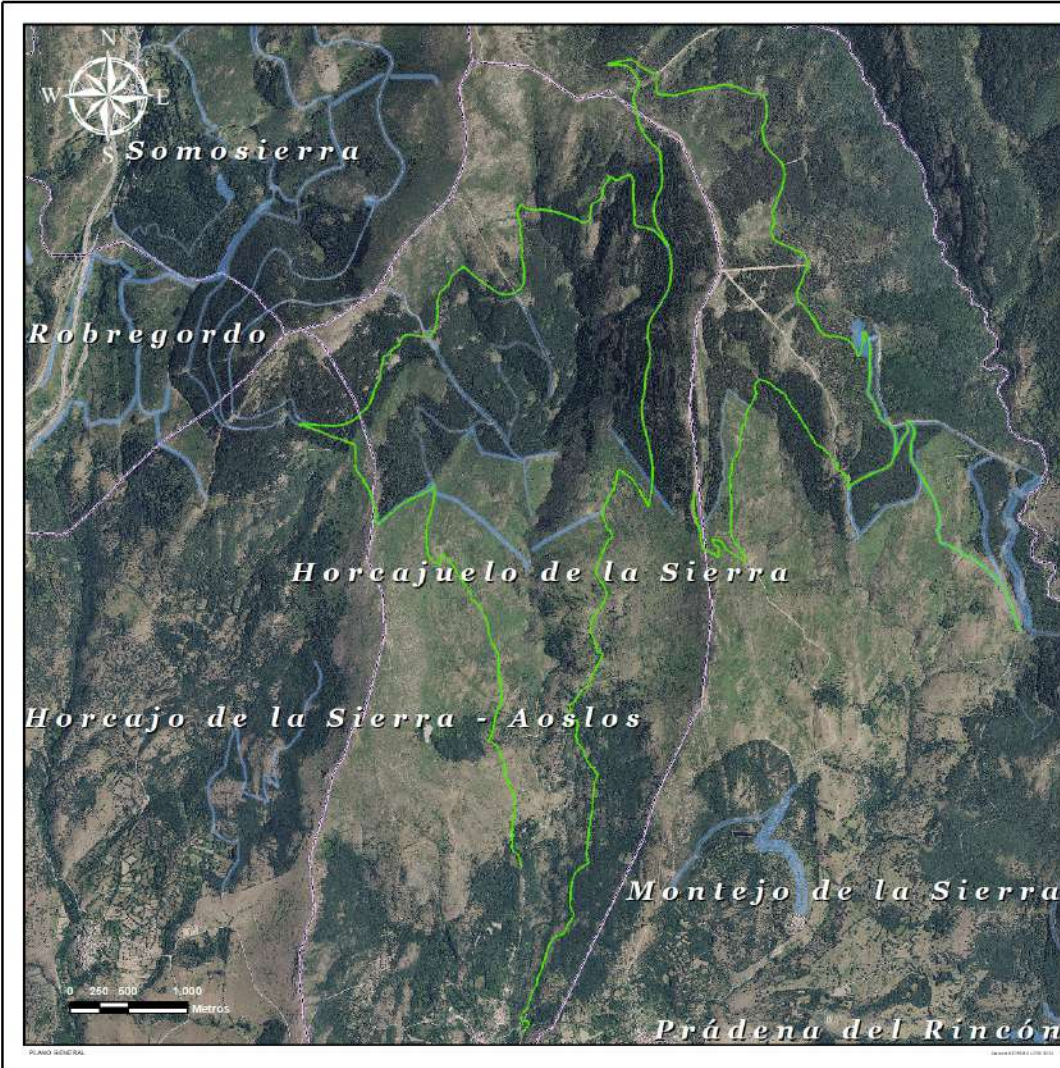 N
W E
S
Somosierra
Robregordo
Horcajuelo de la Sierra
Horcajo de la Sierra - Aoslos
Montejo de la Sierra
0 250 500 1.000
Metros
Prádena del Rincón
PLANO GENERAL